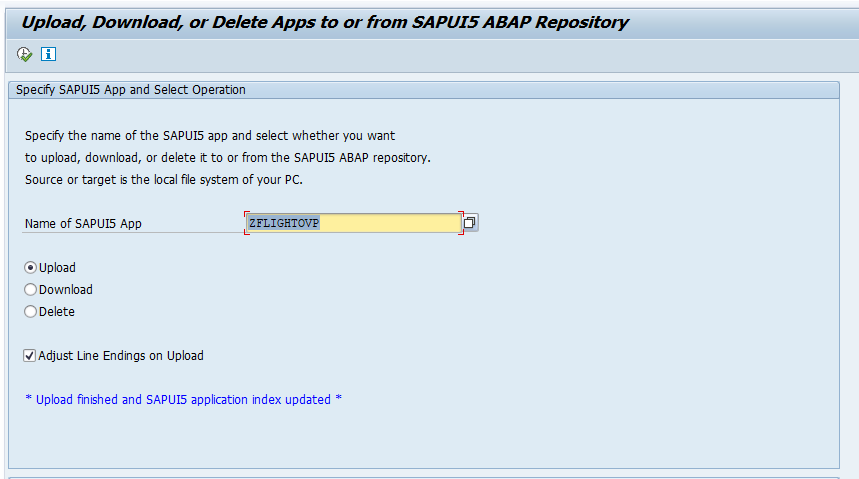 Upload, Download, or Delete Apps to or from SAPUI5 ABAP Repository
Specify SAPUI5 App and Select Operation
Specify the name of the SAPUI5 app and select whether you want
to upload, download, or delete it to or from the SAPUI5 ABAP repository.
Source or target is the local file system of your PC.
Name of SAPUI5 App ZFLIGHTOVP
Upload
Download
Delete
Adjust Line Endings on Upload
* Upload finished and SAPUI5 application index updated *